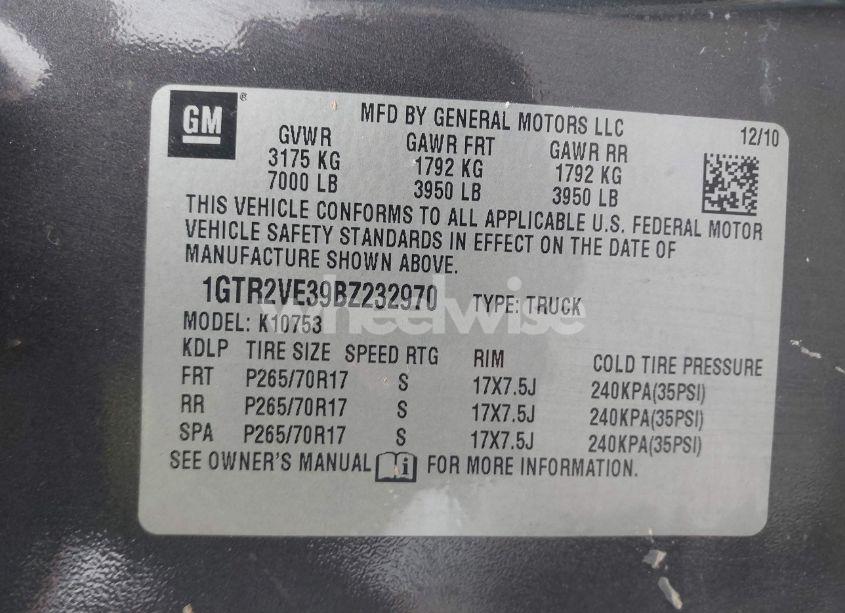 GM ®
MFD BY GENERAL MOTORS LLC
12/10
GVWR GAWR FRT GAWR RR
3175 KG 1792 KG 1792 KG
7000 LB 3950 LB 3950 LB
THIS VEHICLE CONFORMS TO ALL APPLICABLE U.S. FEDERAL MOTOR
VEHICLE SAFETY STANDARDS IN EFFECT ON THE DATE OF
MANUFACTURE SHOWN ABOVE.
1GTR2VE39BZ232970 TYPE: TRUCK
wheelwise
MODEL: K10753
KDLP TIRE SIZE SPEED RTG RIM COLD TIRE PRESSURE
FRT P265/70R17 S 17X7.5J 240KPA(35PSI)
RR P265/70R17 S 17X7.5J 240KPA(35PSI)
SPA P265/70R17 S 17X7.5J 240KPA(35PSI)
SEE OWNER'S MANUAL FOR MORE INFORMATION.